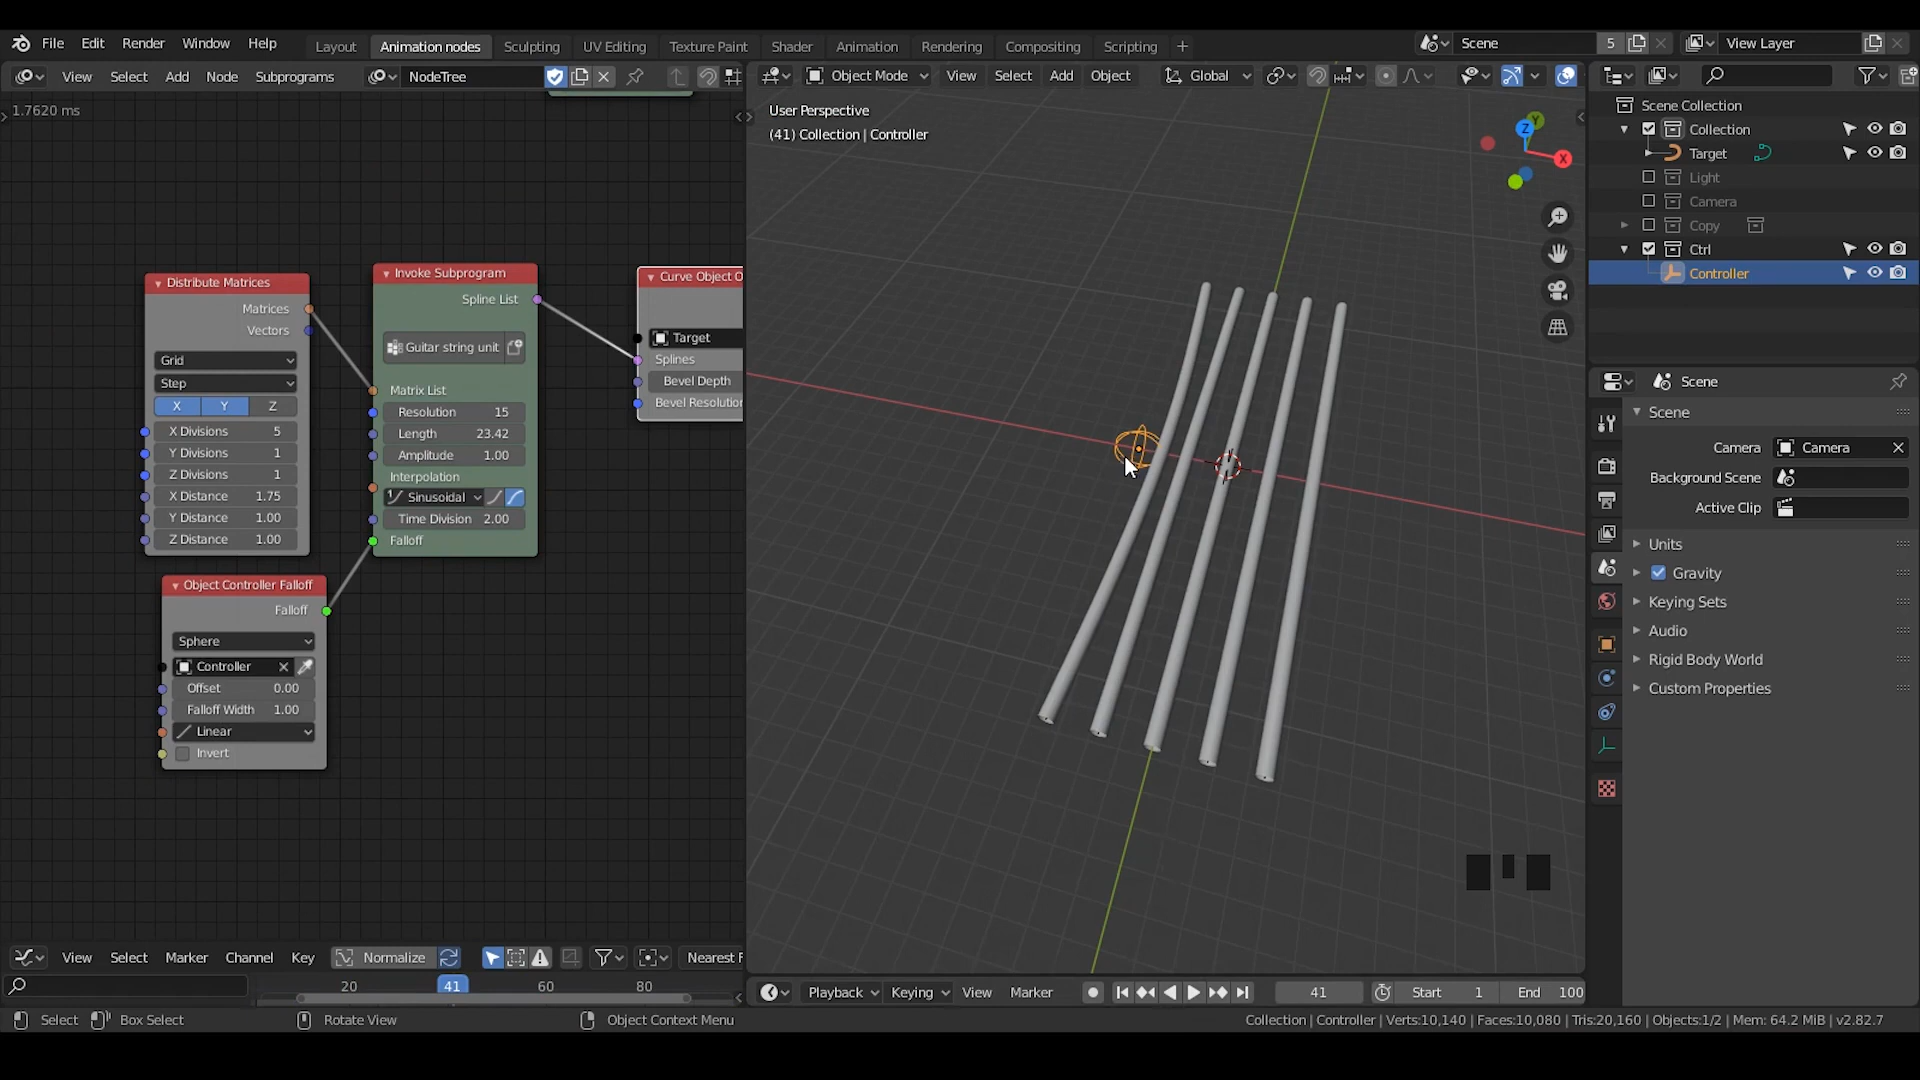 File Edit Render Window Help Layout Animation nodes Sculpting UV Editing Texture Paint Shader Animation Rendering Compositing Scripting Scene 5 View Layer
View Select Add Node Subprograms NodeTree Object Mode View Select Add Object Global
1.7620 ms
User Perspective
(41) Collection | Controller
Z Y X
Scene Collection
Collection
Target
Light
Camera
Copy
Ctrl
Controller
Distribute Matrices
Matrices
Vectors
Grid
Step
X Y Z
X Divisions 5
Y Divisions 1
Z Divisions 1
X Distance 1.75
Y Distance 1.00
Z Distance 1.00
Invoke Subprogram
Spline List
Guitar string unit
Matrix List
Resolution 15
Length 23.42
Amplitude 1.00
Interpolation
Sinusoidal
Time Division 2.00
Falloff
Curve Object O
Target
Splines
Bevel Depth
Bevel Resolution
Object Controller Falloff
Falloff
Sphere
Controller
Offset 0.00
Falloff Width 1.00
Linear
Invert
Scene
Scene
Camera Camera
Background Scene
Active Clip
Units
Gravity
Keying Sets
Audio
Rigid Body World
Custom Properties
View Select Marker Channel Key Normalize Nearest F
20 41 60 80
Playback Keying View Marker 41 Start 1 End 100
Select Box Select Rotate View Object Context Menu
Collection | Controller | Verts:10,140 | Faces:10,080 | Tris:20,160 | Objects:1/2 | Mem: 64.2 MiB | v2.82.7